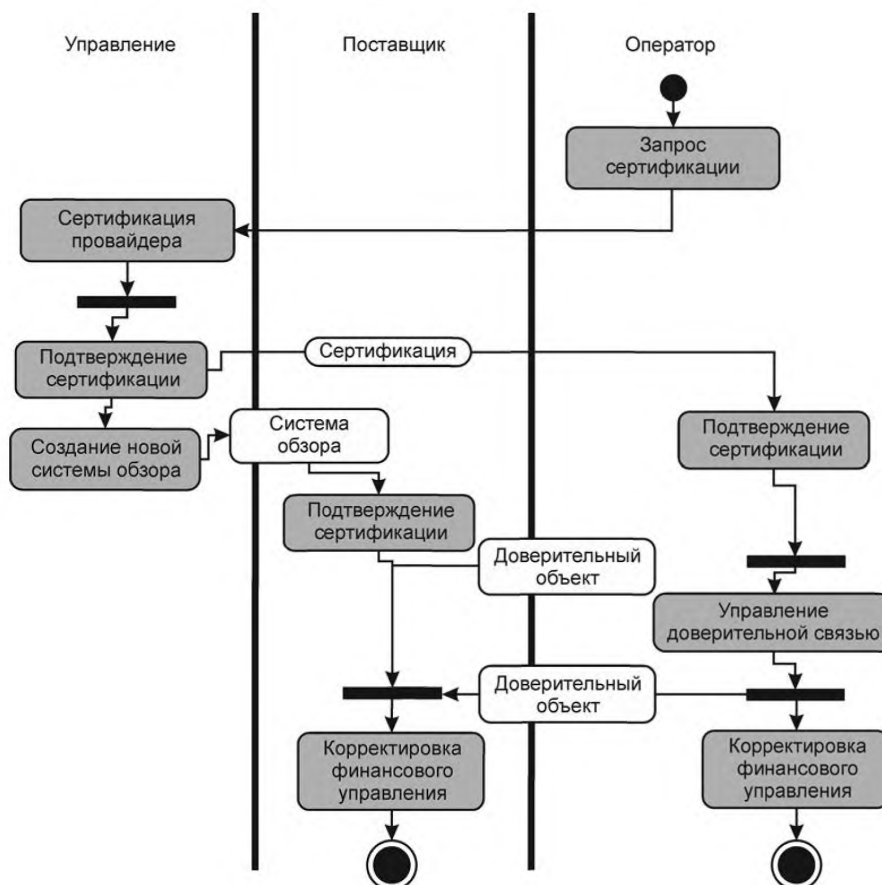 Управление
Поставщик
Оператор
Запрос
сертификации
Сертификация
провайдера
Подтверждение
сертификации
Сертификация
Создание новой
системы обзора
Система
обзора
Подтверждение
сертификации
Подтверждение
сертификации
Доверительный
объект
Управление
доверительной связью
Доверительный
объект
Корректировка
финансового
управления
Корректировка
финансового
управления